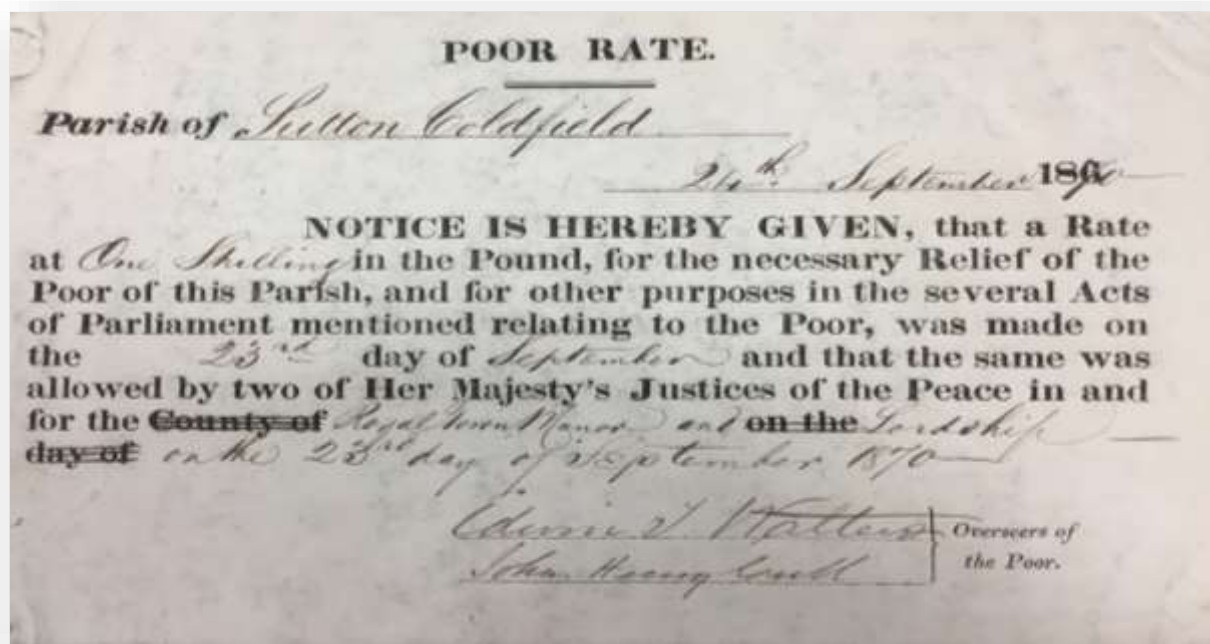 POOR RATE.
Parish of Sutton Coldfield
24th September 1870
NOTICE IS HEREBY GIVEN, that a Rate
at One Shilling in the Pound, for the necessary Relief of the
Poor of this Parish, and for other purposes in the several Acts
of Parliament mentioned relating to the Poor, was made on
the 23rd day of September and that the same was
allowed by two of Her Majesty's Justices of the Peace in and
for the County of Royal Town Manor and on the Lordship
day of on the 23rd day of September 1870
Edwin T Walters
John Henry
Overseers of
the Poor.